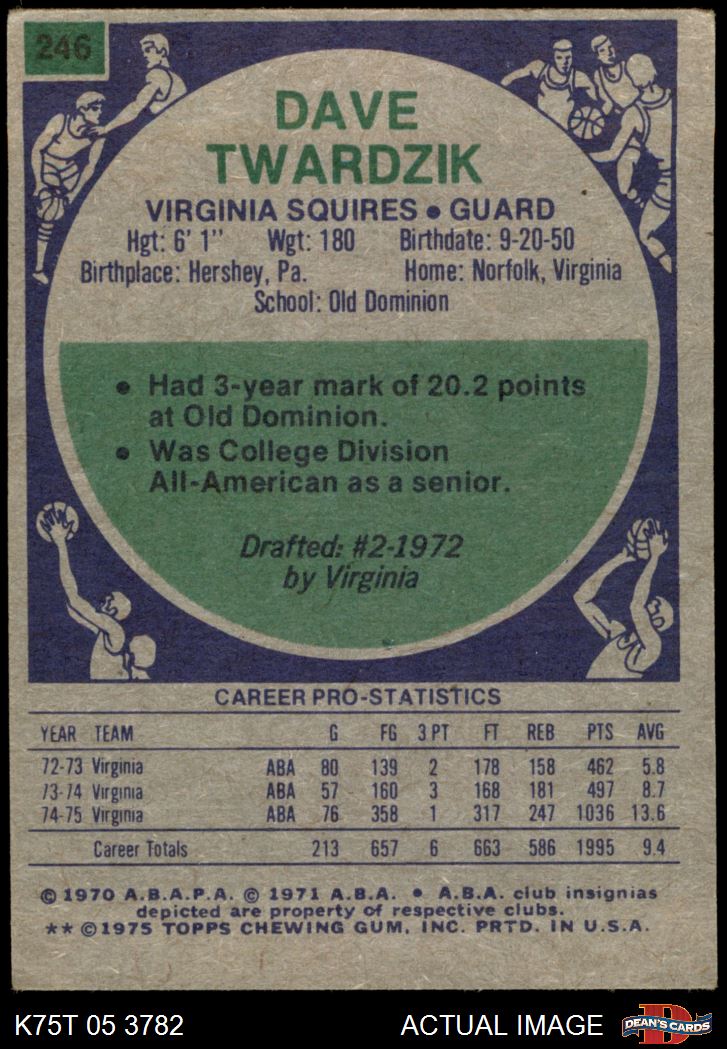 246
DAVE
TWARDZIK
VIRGINIA SQUIRES • GUARD
Hgt: 6' 1" Wgt: 180 Birthdate: 9-20-50
Birthplace: Hershey, Pa. Home: Norfolk, Virginia
School: Old Dominion
• Had 3-year mark of 20.2 points
at Old Dominion.
• Was College Division
All-American as a senior.
Drafted: #2-1972
by Virginia
CAREER PRO-STATISTICS
YEAR TEAM G FG 3 PT FT REB PTS AVG
72-73 Virginia ABA 80 139 2 178 158 462 5.8
73-74 Virginia ABA 57 160 3 168 181 497 8.7
74-75 Virginia ABA 76 358 1 317 247 1036 13.6
Career Totals 213 657 6 663 586 1995 9.4
© 1970 A.B.A.P.A. © 1971 A.B.A. • A.B.A. club insignias
depicted are property of respective clubs.
** ©1975 TOPPS CHEWING GUM, INC. PRTD. IN U.S.A.
K75T 05 3782 ACTUAL IMAGE D DEAN'S CARDS